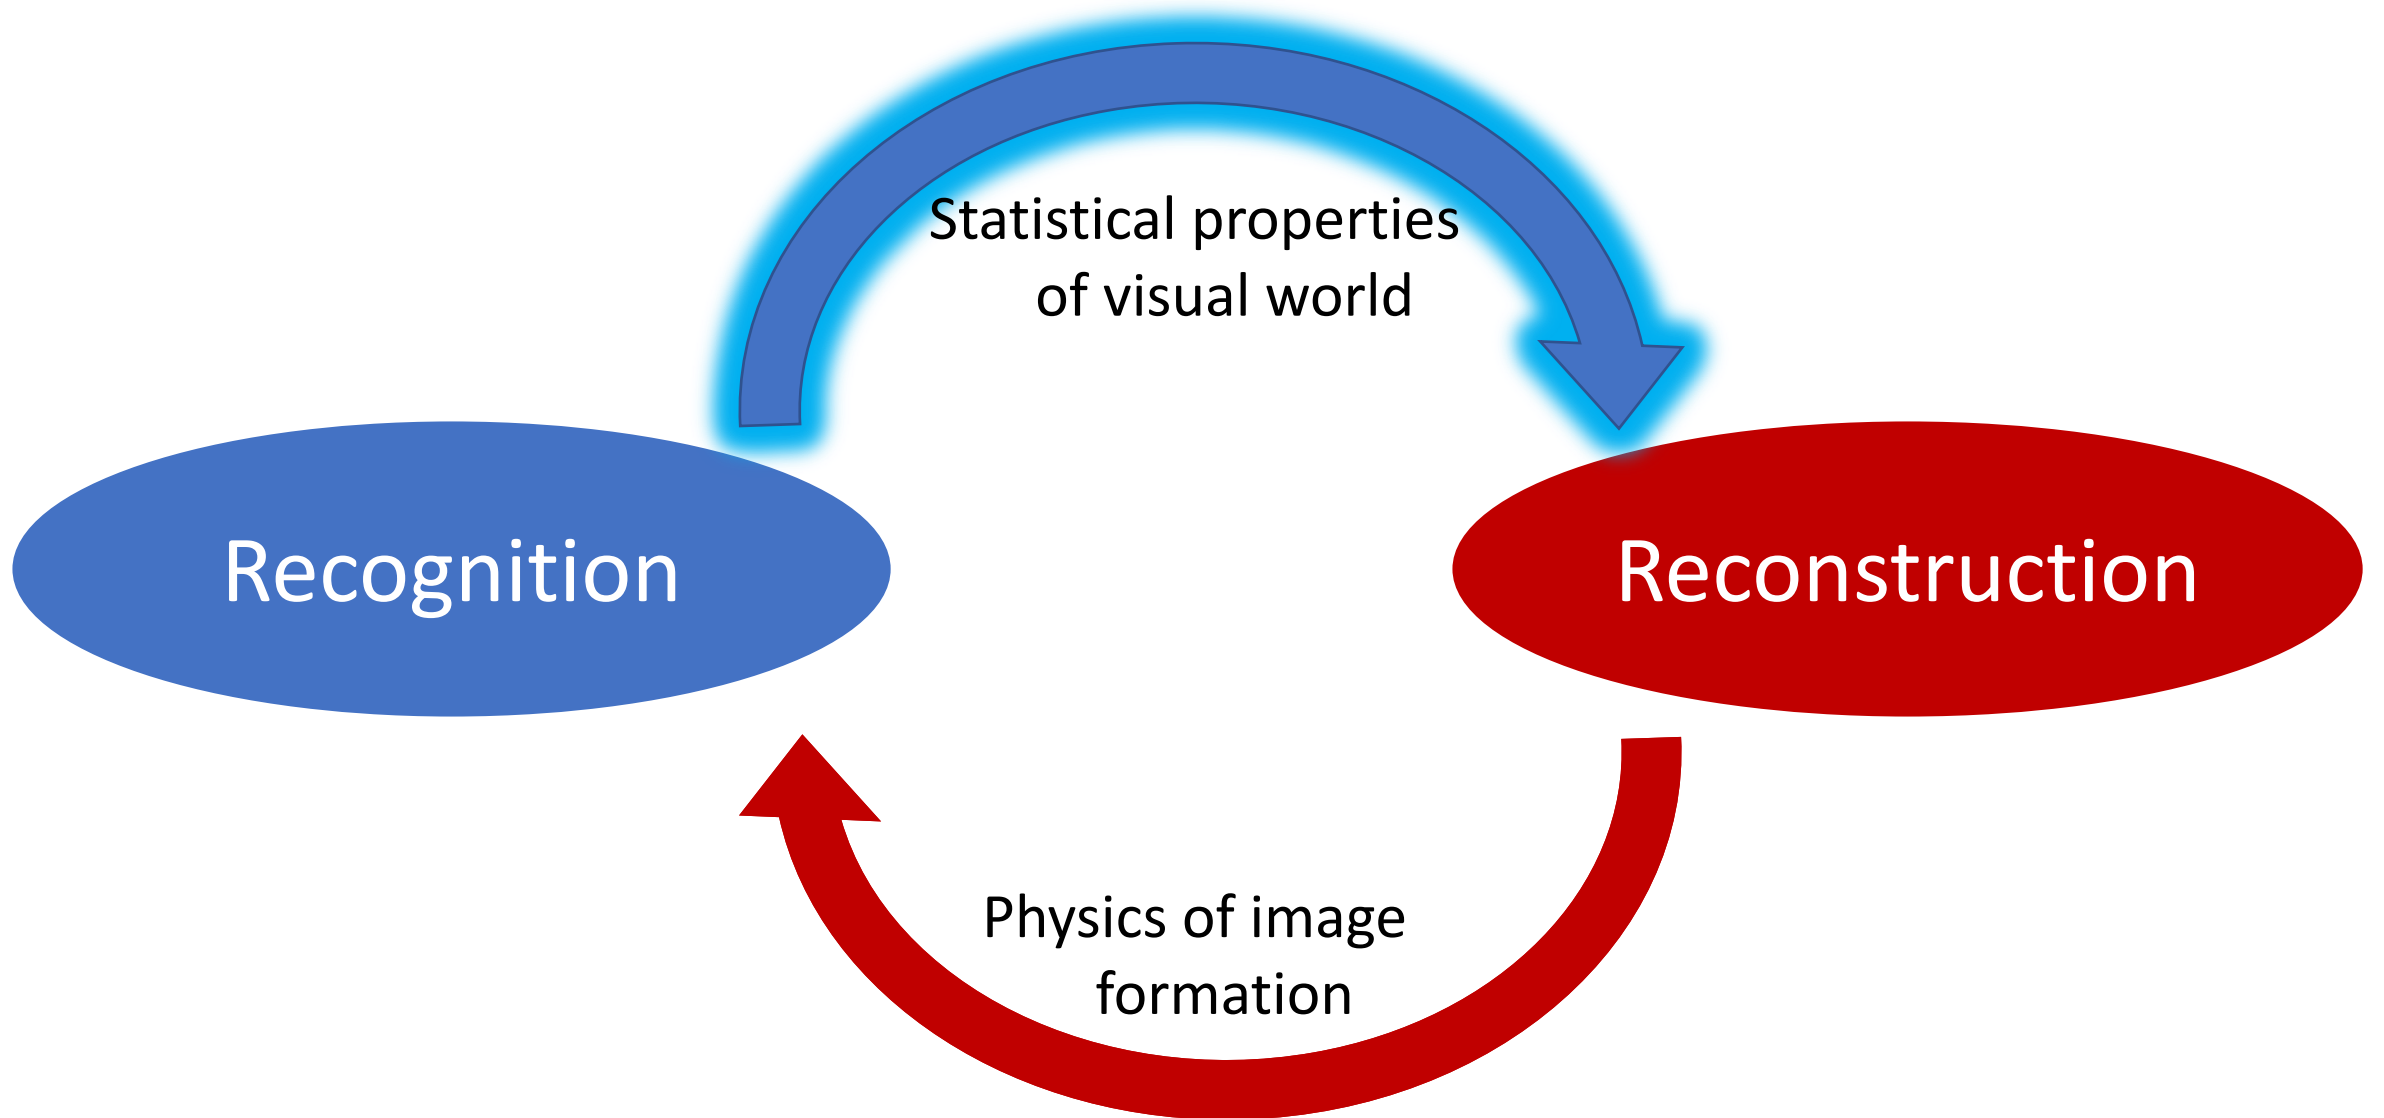 Statistical properties
of visual world
Recognition
Reconstruction
Physics of image
formation